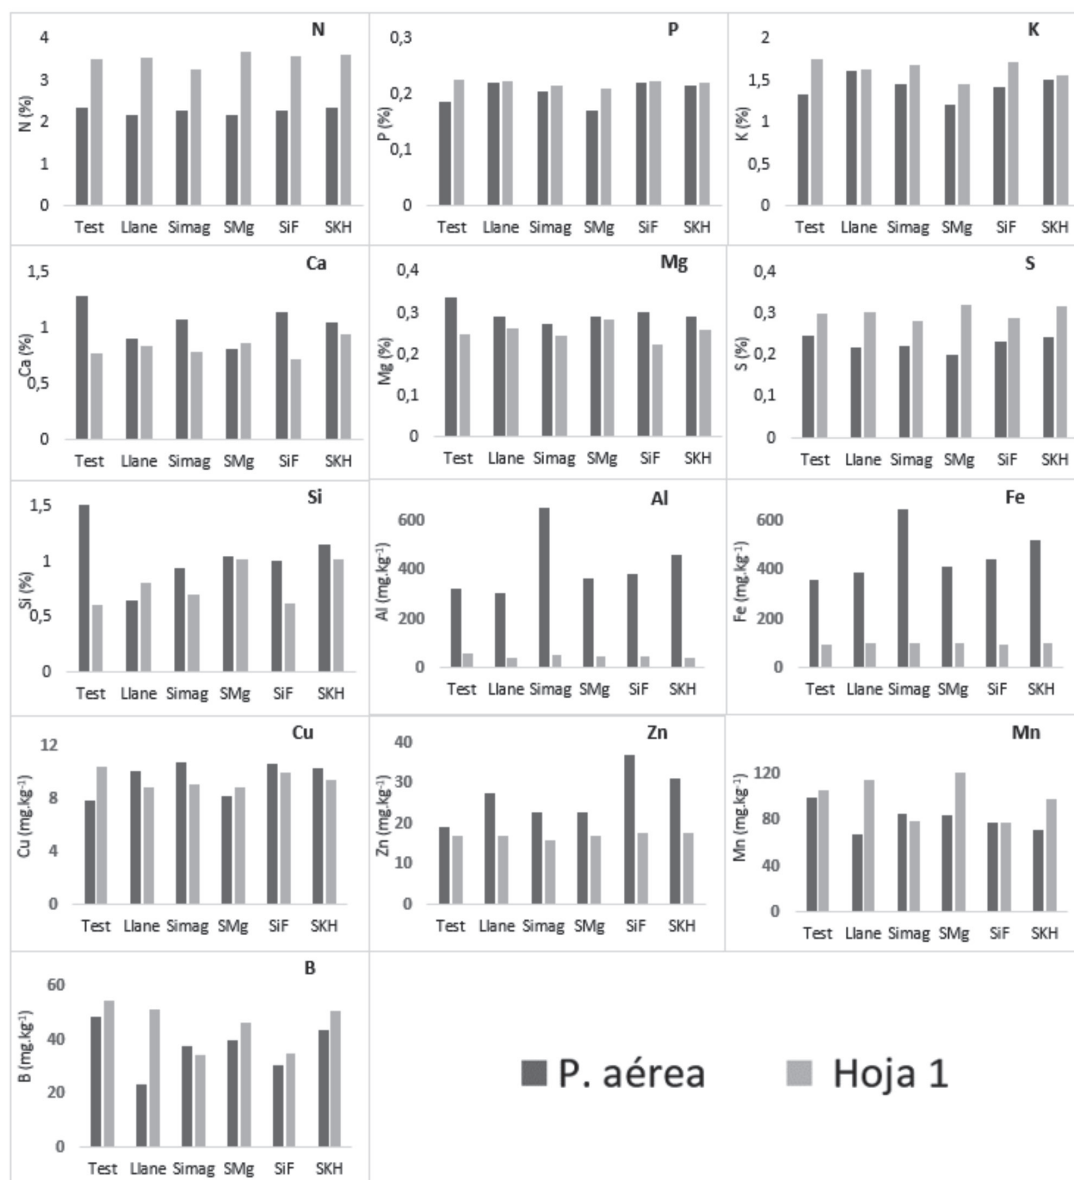 N
N (%)
4
3
2
1
0
Test Llane Simag SMg SiF SKH
P
P (%)
0,3
0,2
0,1
0
Test Llane Simag SMg SiF SKH
K
K (%)
2
1,5
1
0,5
0
Test Llane Simag SMg SiF SKH
Ca
Ca (%)
1,5
1
0,5
0
Test Llane Simag SMg SiF SKH
Mg
Mg (%)
0,4
0,3
0,2
0,1
0
Test Llane Simag SMg SiF SKH
S
S (%)
0,4
0,3
0,2
0,1
0
Test Llane Simag SMg SiF SKH
Si
Si (%)
1,5
1
0,5
0
Test Llane Simag SMg SiF SKH
Al
Al (mg.kg⁻¹)
600
400
200
0
Test Llane Simag SMg SiF SKH
Fe
Fe (mg.kg⁻¹)
600
400
200
0
Test Llane Simag SMg SiF SKH
Cu
Cu (mg.kg⁻¹)
12
8
4
0
Test Llane Simag SMg SiF SKH
Zn
Zn (mg.kg⁻¹)
40
30
20
10
0
Test Llane Simag SMg SiF SKH
Mn
Mn (mg.kg⁻¹)
120
80
40
0
Test Llane Simag SMg SiF SKH
B
B (mg.kg⁻¹)
60
40
20
0
Test Llane Simag SMg SiF SKH
P. aérea Hoja 1